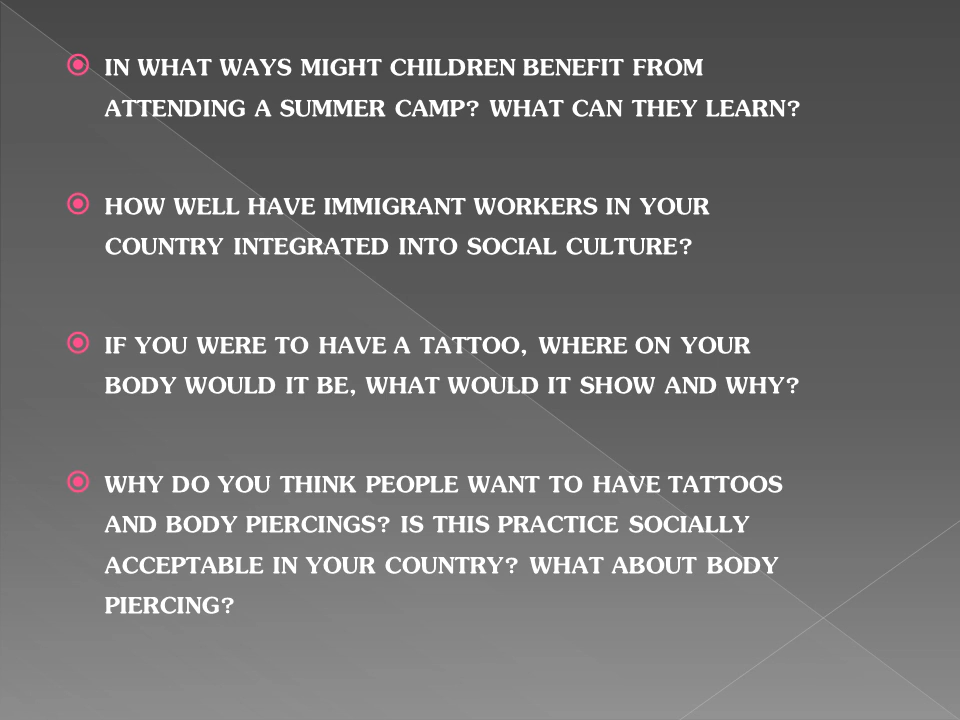 IN WHAT WAYS MIGHT CHILDREN BENEFIT FROM
ATTENDING A SUMMER CAMP? WHAT CAN THEY LEARN?
HOW WELL HAVE IMMIGRANT WORKERS IN YOUR
COUNTRY INTEGRATED INTO SOCIAL CULTURE?
IF YOU WERE TO HAVE A TATTOO, WHERE ON YOUR
BODY WOULD IT BE, WHAT WOULD IT SHOW AND WHY?
WHY DO YOU THINK PEOPLE WANT TO HAVE TATTOOS
AND BODY PIERCINGS? IS THIS PRACTICE SOCIALLY
ACCEPTABLE IN YOUR COUNTRY? WHAT ABOUT BODY
PIERCING?